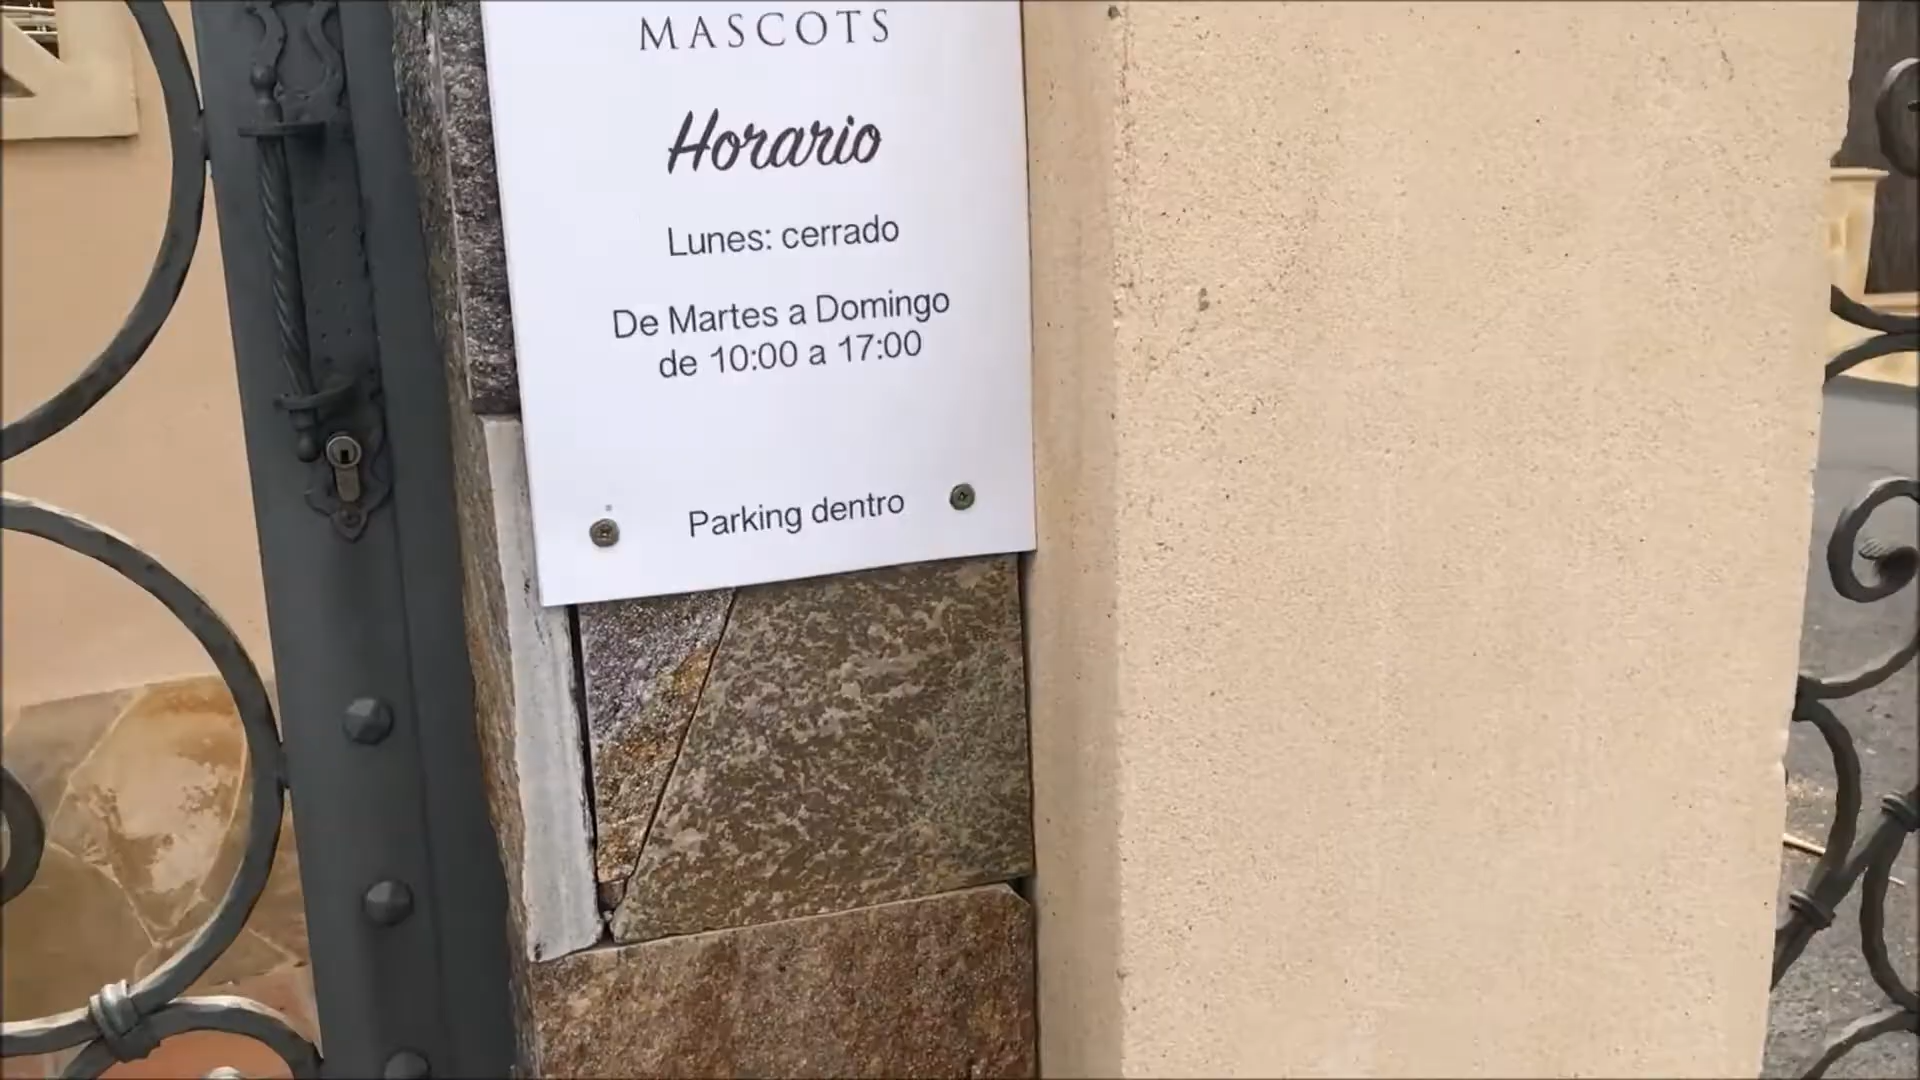 MASCOTS
Horario
Lunes: cerrado
De Martes a Domingo
de 10:00 a 17:00
Parking dentro